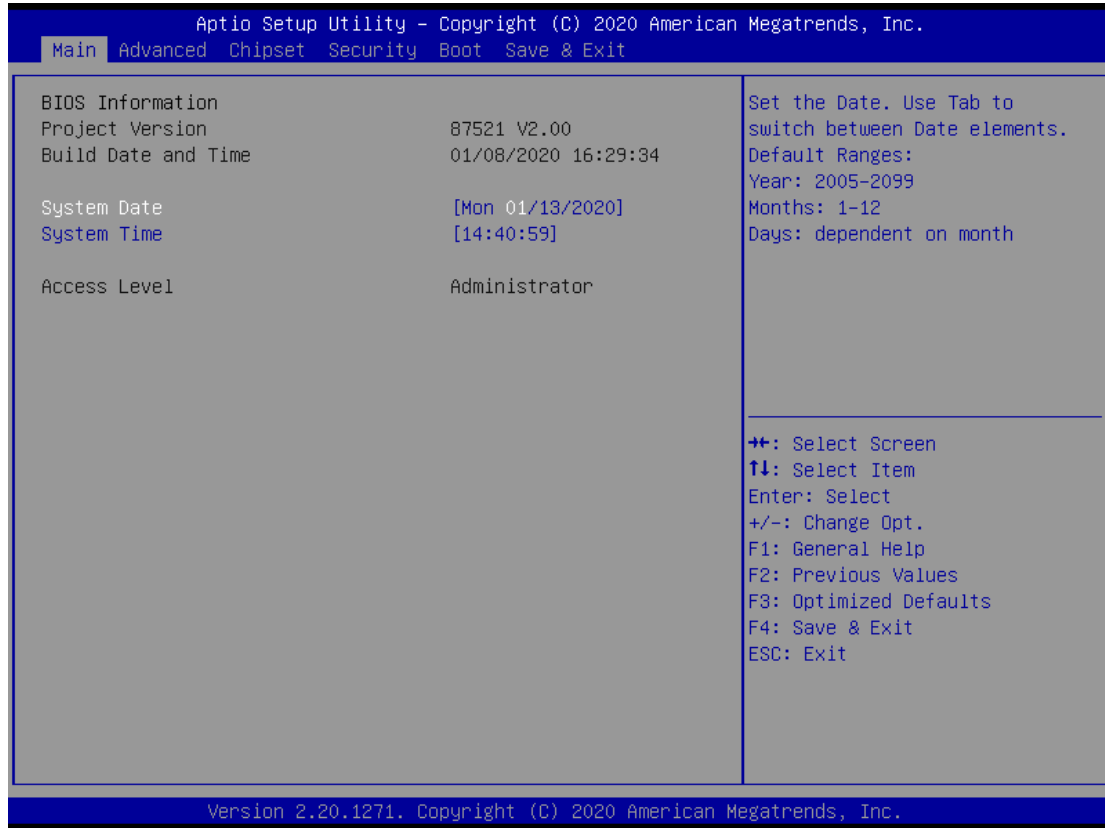 Aptio Setup Utility – Copyright (C) 2020 American Megatrends, Inc.
Main Advanced Chipset Security Boot Save & Exit
BIOS Information
Project Version 87521 V2.00
Build Date and Time 01/08/2020 16:29:34
System Date [Mon 01/13/2020]
System Time [14:40:59]
Access Level Administrator
Set the Date. Use Tab to
switch between Date elements.
Default Ranges:
Year: 2005-2099
Months: 1-12
Days: dependent on month
→←: Select Screen
↑↓: Select Item
Enter: Select
+/-: Change Opt.
F1: General Help
F2: Previous Values
F3: Optimized Defaults
F4: Save & Exit
ESC: Exit
Version 2.20.1271. Copyright (C) 2020 American Megatrends, Inc.